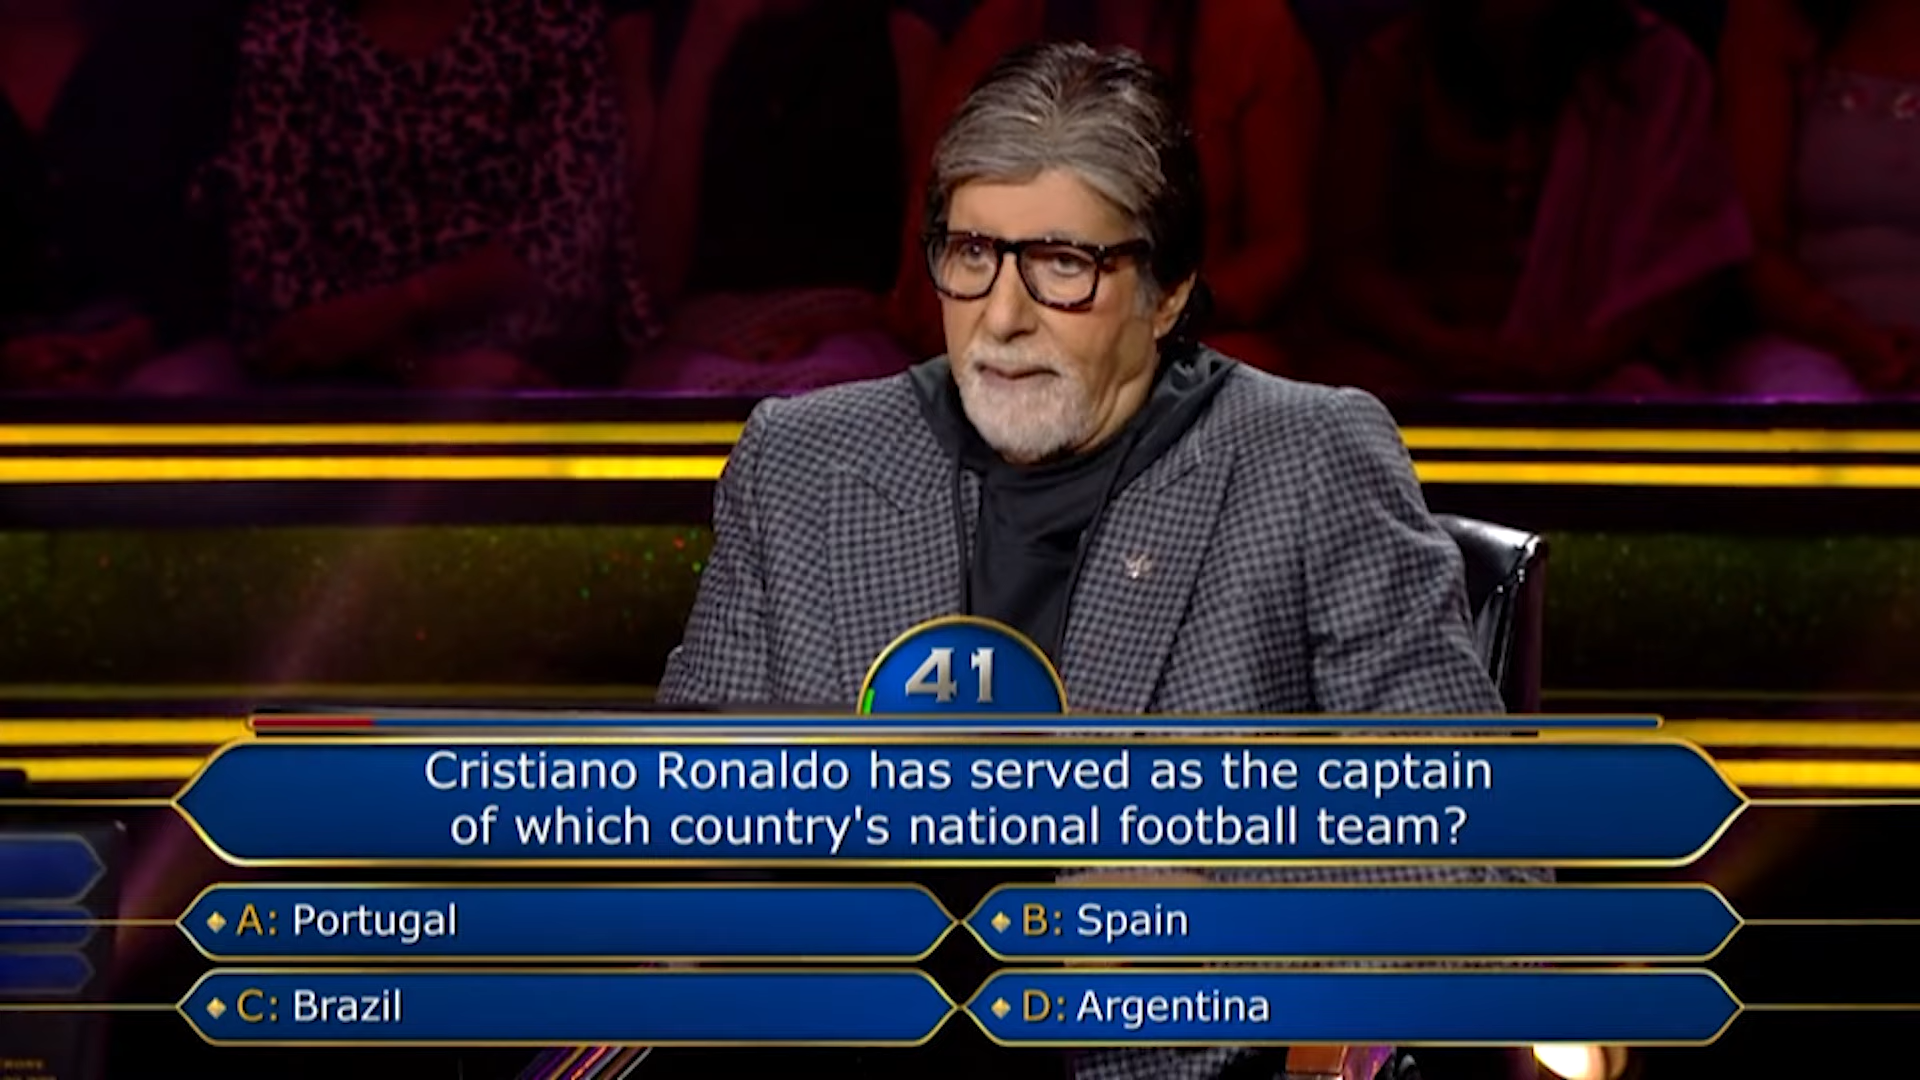 41
Cristiano Ronaldo has served as the captain
of which country's national football team?
A: Portugal
B: Spain
C: Brazil
D: Argentina